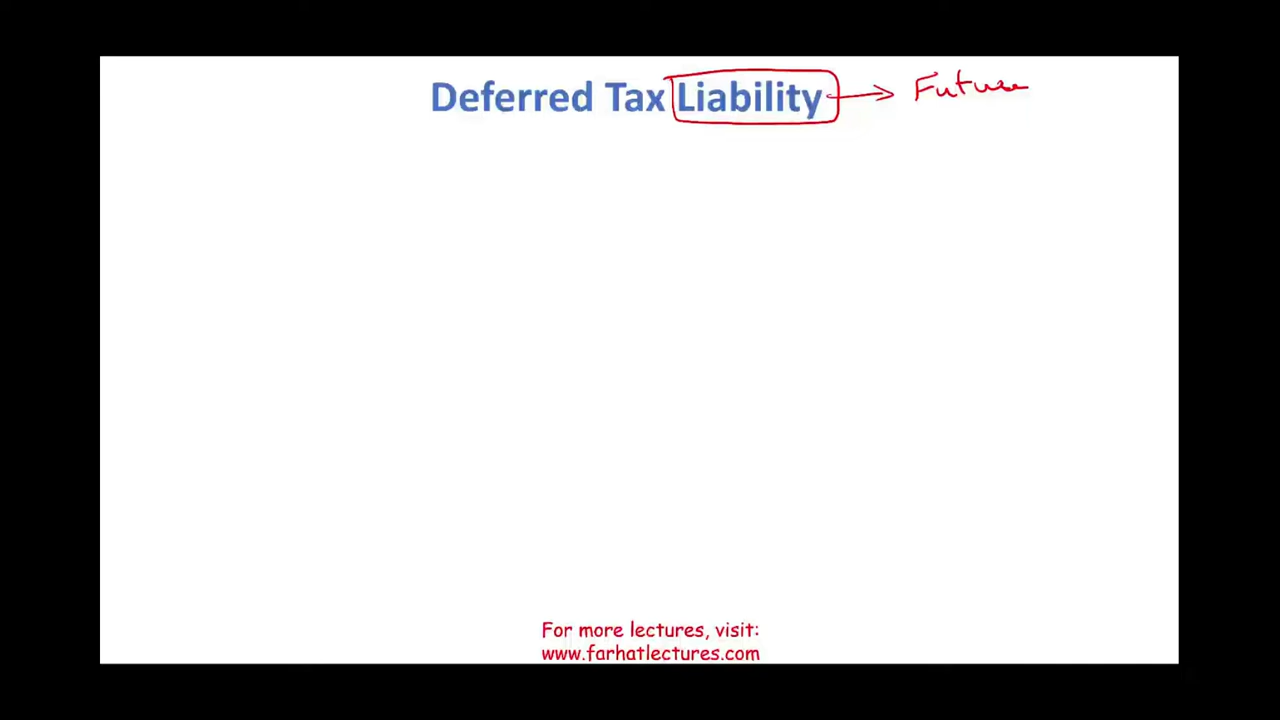 Deferred Tax Liability → Future
For more lectures, visit:
www.farhatlectures.com